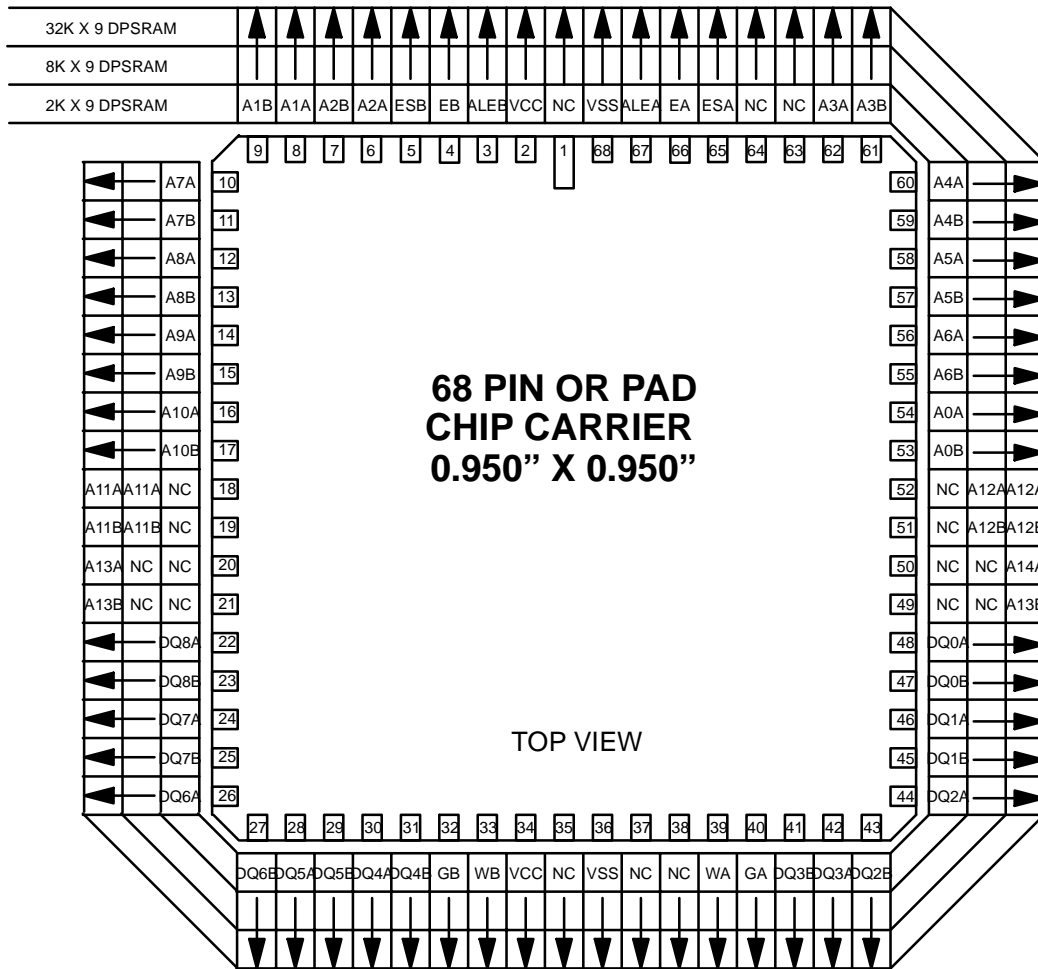 32K X 9 DPSRAM
8K X 9 DPSRAM
2K X 9 DPSRAM A1B A1A A2B A2A ESB EB ALEB VCC NC VSS ALEA EA ESA NC NC A3A A3B
9 8 7 6 5 4 3 2 1 68 67 66 65 64 63 62 61
A7A 10 60 A4A
A7B 11 59 A4B
A8A 12 58 A5A
A8B 13 57 A5B
A9A 14 56 A6A
A9B 15 55 A6B
A10A 16 54 A0A
A10B 17 53 A0B
A11A A11A NC 18 52 NC A12A A12A
A11B A11B NC 19 51 NC A12B A12B
A13A NC NC 20 50 NC NC A14A
A13B NC NC 21 49 NC NC A13B
DQ8A 22 48 DQ0A
DQ8B 23 47 DQ0B
DQ7A 24 46 DQ1A
DQ7B 25 45 DQ1B
DQ6A 26 44 DQ2A
68 PIN OR PAD
CHIP CARRIER
0.950” X 0.950”
TOP VIEW
27 28 29 30 31 32 33 34 35 36 37 38 39 40 41 42 43
DQ6B DQ5A DQ5B DQ4A DQ4B GB WB VCC NC VSS NC NC WA GA DQ3B DQ3A DQ2B